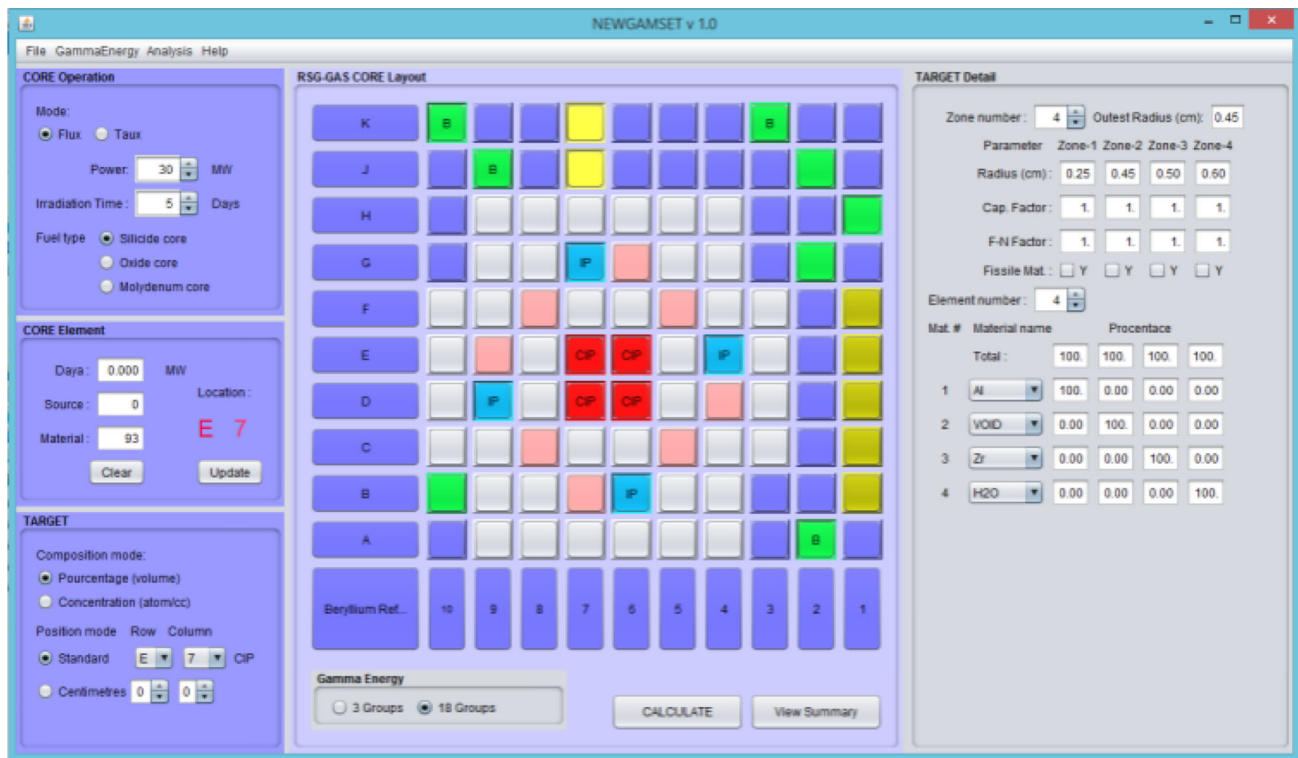 NEWGAMSET v 1.0
File GammaEnergy Analysis Help
CORE Operation
Mode:
Flux Taux
Power: 30 MW
Irradiation Time : 5 Days
Fuel type Silicide core
Oxide core
Molydenum core
CORE Element
Daya : 0.000 MW
Location :
Source : 0
E 7
Material : 93
Clear Update
TARGET
Composition mode:
Pourcentage (volume)
Concentration (atom/cc)
Position mode Row Column
Standard E 7 CIP
Centimetres 0 0
RSG-GAS CORE Layout
K B B
J B
H
G IP
F
E CIP CIP IP
D IP CIP CIP
C
B IP
A B
Beryllium Ref... 10 9 8 7 6 5 4 3 2 1
Gamma Energy
3 Groups 18 Groups
CALCULATE View Summary
TARGET Detail
Zone number : 4 Outest Radius (cm): 0.45
Parameter Zone-1 Zone-2 Zone-3 Zone-4
Radius (cm) : 0.25 0.45 0.50 0.60
Cap. Factor : 1. 1. 1. 1.
F-N Factor : 1. 1. 1. 1.
Fissile Mat. : Y Y Y Y
Element number : 4
Mat. # Material name Procentace
Total : 100. 100. 100. 100.
1 Al 100. 0.00 0.00 0.00
2 VOID 0.00 100. 0.00 0.00
3 Zr 0.00 0.00 100. 0.00
4 H2O 0.00 0.00 0.00 100.